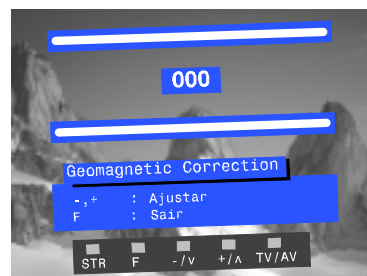 000
Geomagnetic Correction
-,+ : Ajustar
F : Sair
STR F -/v +/ʌ TV/AV